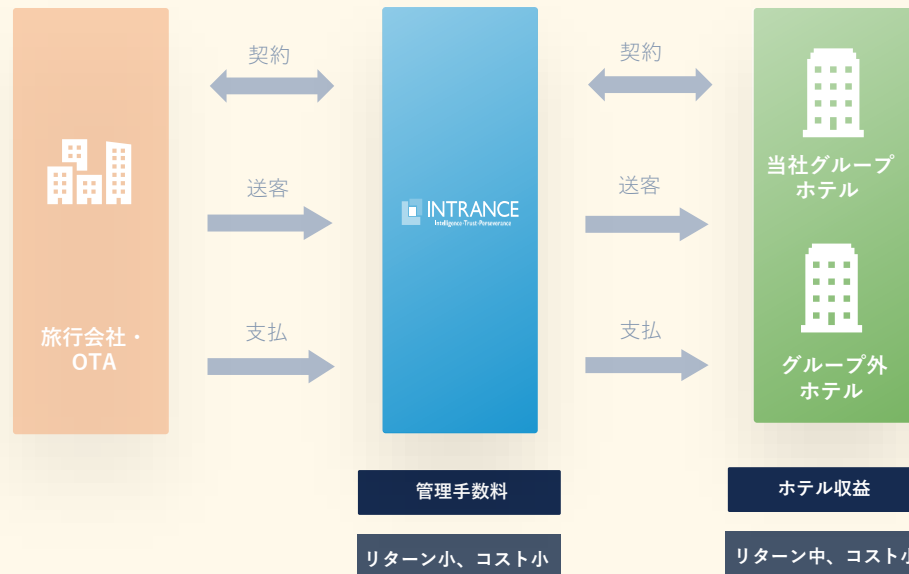 契約
契約
送客
送客
支払
支払
旅行会社・
OTA
INTRANCE
Intelligence·Trust·Perseverance
当社グループ
ホテル
グループ外
ホテル
管理手数料
ホテル収益
リターン小、コスト小
リターン中、コスト小